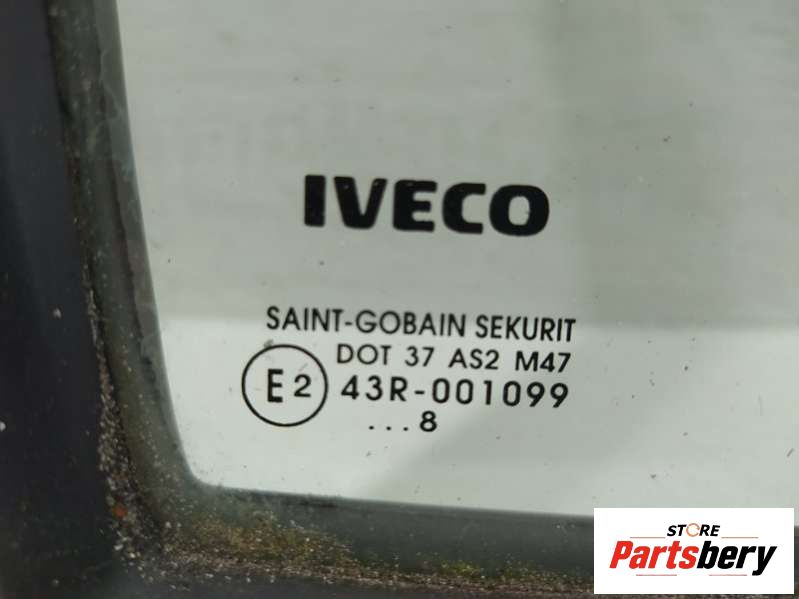 IVECO
SAINT-GOBAIN SEKURIT
DOT 37 AS2 M47
E2 43R-001099
...8
STORE
Partsbery